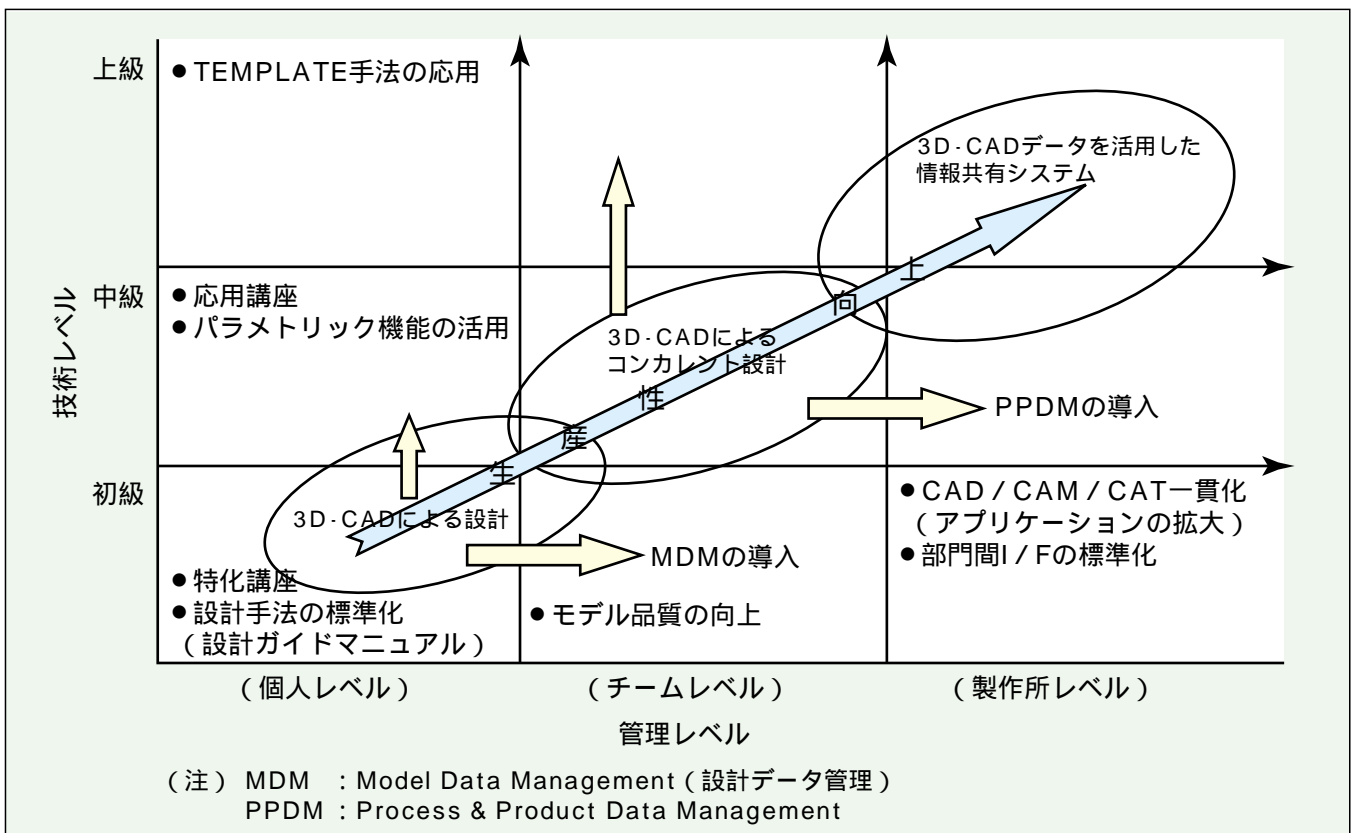 上級
● TEMPLATE手法の応用
3D-CADデータを活用した
情報共有システム
技術レベル
中級
● 応用講座
● パラメトリック機能の活用
3D-CADによる
コンカレント設計
PPDMの導入
生産性向上
初級
3D-CADによる設計
MDMの導入
● CAD/CAM/CAT一貫化
(アプリケーションの拡大)
● 部門間I/Fの標準化
● 特化講座
● 設計手法の標準化
(設計ガイドマニュアル)
● モデル品質の向上
(個人レベル)
(チームレベル)
(製作所レベル)
管理レベル
(注) MDM :Model Data Management(設計データ管理)
PPDM :Process & Product Data Management